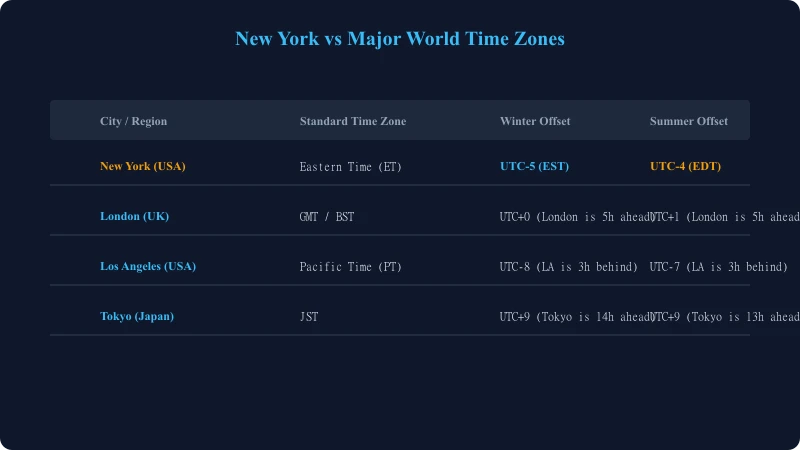 New York vs Major World Time Zones
City / Region Standard Time Zone Winter Offset Summer Offset
New York (USA) Eastern Time (ET) UTC-5 (EST) UTC-4 (EDT)
London (UK) GMT / BST UTC+0 (London is 5h ahead) UTC+1 (London is 5h ahead
Los Angeles (USA) Pacific Time (PT) UTC-8 (LA is 3h behind) UTC-7 (LA is 3h behind)
Tokyo (Japan) JST UTC+9 (Tokyo is 14h ahead) UTC+9 (Tokyo is 13h ahead